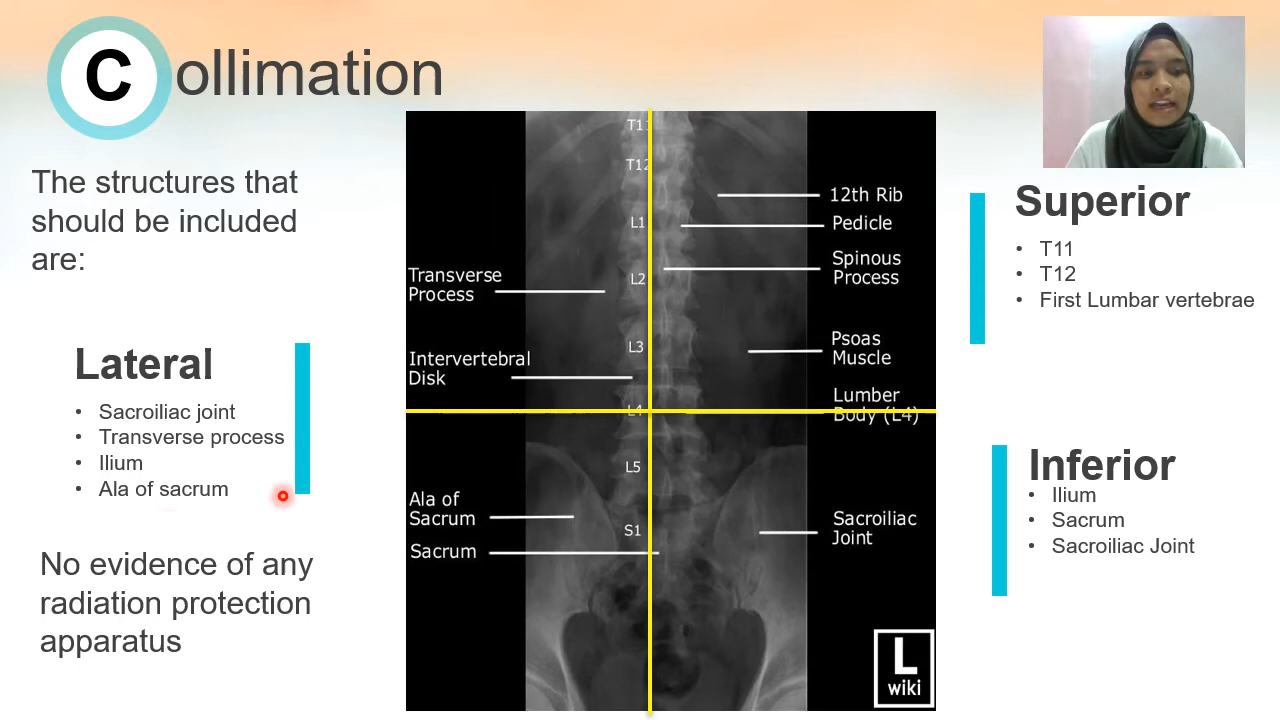 Collimation
The structures that
should be included
are:
Lateral
• Sacroiliac joint
• Transverse process
• Ilium
• Ala of sacrum
No evidence of any
radiation protection
apparatus
T11
T12
L1
L2
L3
L4
L5
S1
Transverse
Process
Intervertebral
Disk
Ala of
Sacrum
Sacrum
12th Rib
Pedicle
Spinous
Process
Psoas
Muscle
Lumber
Body (L4)
Sacroiliac
Joint
L
wiki
Superior
• T11
• T12
• First Lumbar vertebrae
Inferior
• Ilium
• Sacrum
• Sacroiliac Joint